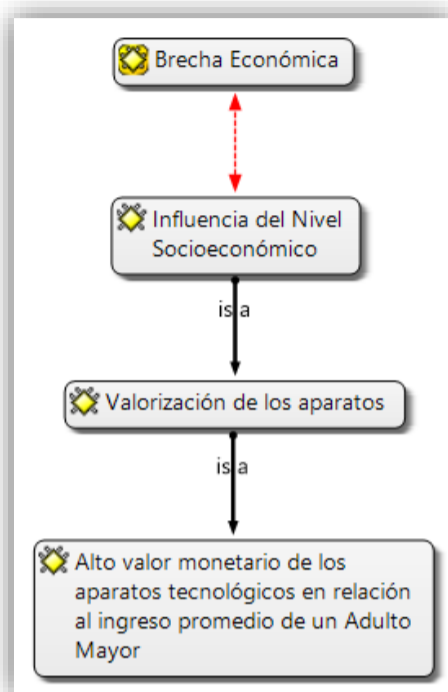 Brecha Económica
Influencia del Nivel
Socioeconómico
is a
Valorización de los aparatos
is a
Alto valor monetario de los
aparatos tecnológicos en relación
al ingreso promedio de un Adulto
Mayor